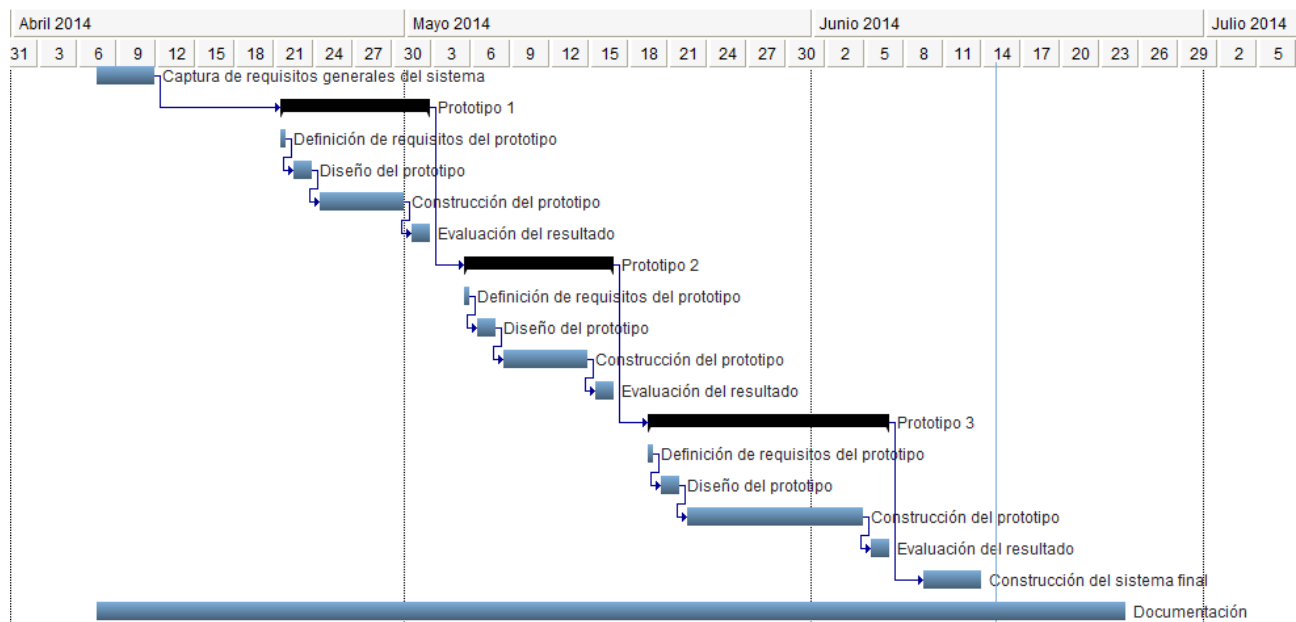 Abril 2014 Mayo 2014 Junio 2014 Julio 2014
31 3 6 9 12 15 18 21 24 27 30 3 6 9 12 15 18 21 24 27 30 2 5 8 11 14 17 20 23 26 29 2 5
Captura de requisitos generales del sistema
Prototipo 1
Definición de requisitos del prototipo
Diseño del prototipo
Construcción del prototipo
Evaluación del resultado
Prototipo 2
Definición de requisitos del prototipo
Diseño del prototipo
Construcción del prototipo
Evaluación del resultado
Prototipo 3
Definición de requisitos del prototipo
Diseño del prototipo
Construcción del prototipo
Evaluación del resultado
Construcción del sistema final
Documentación